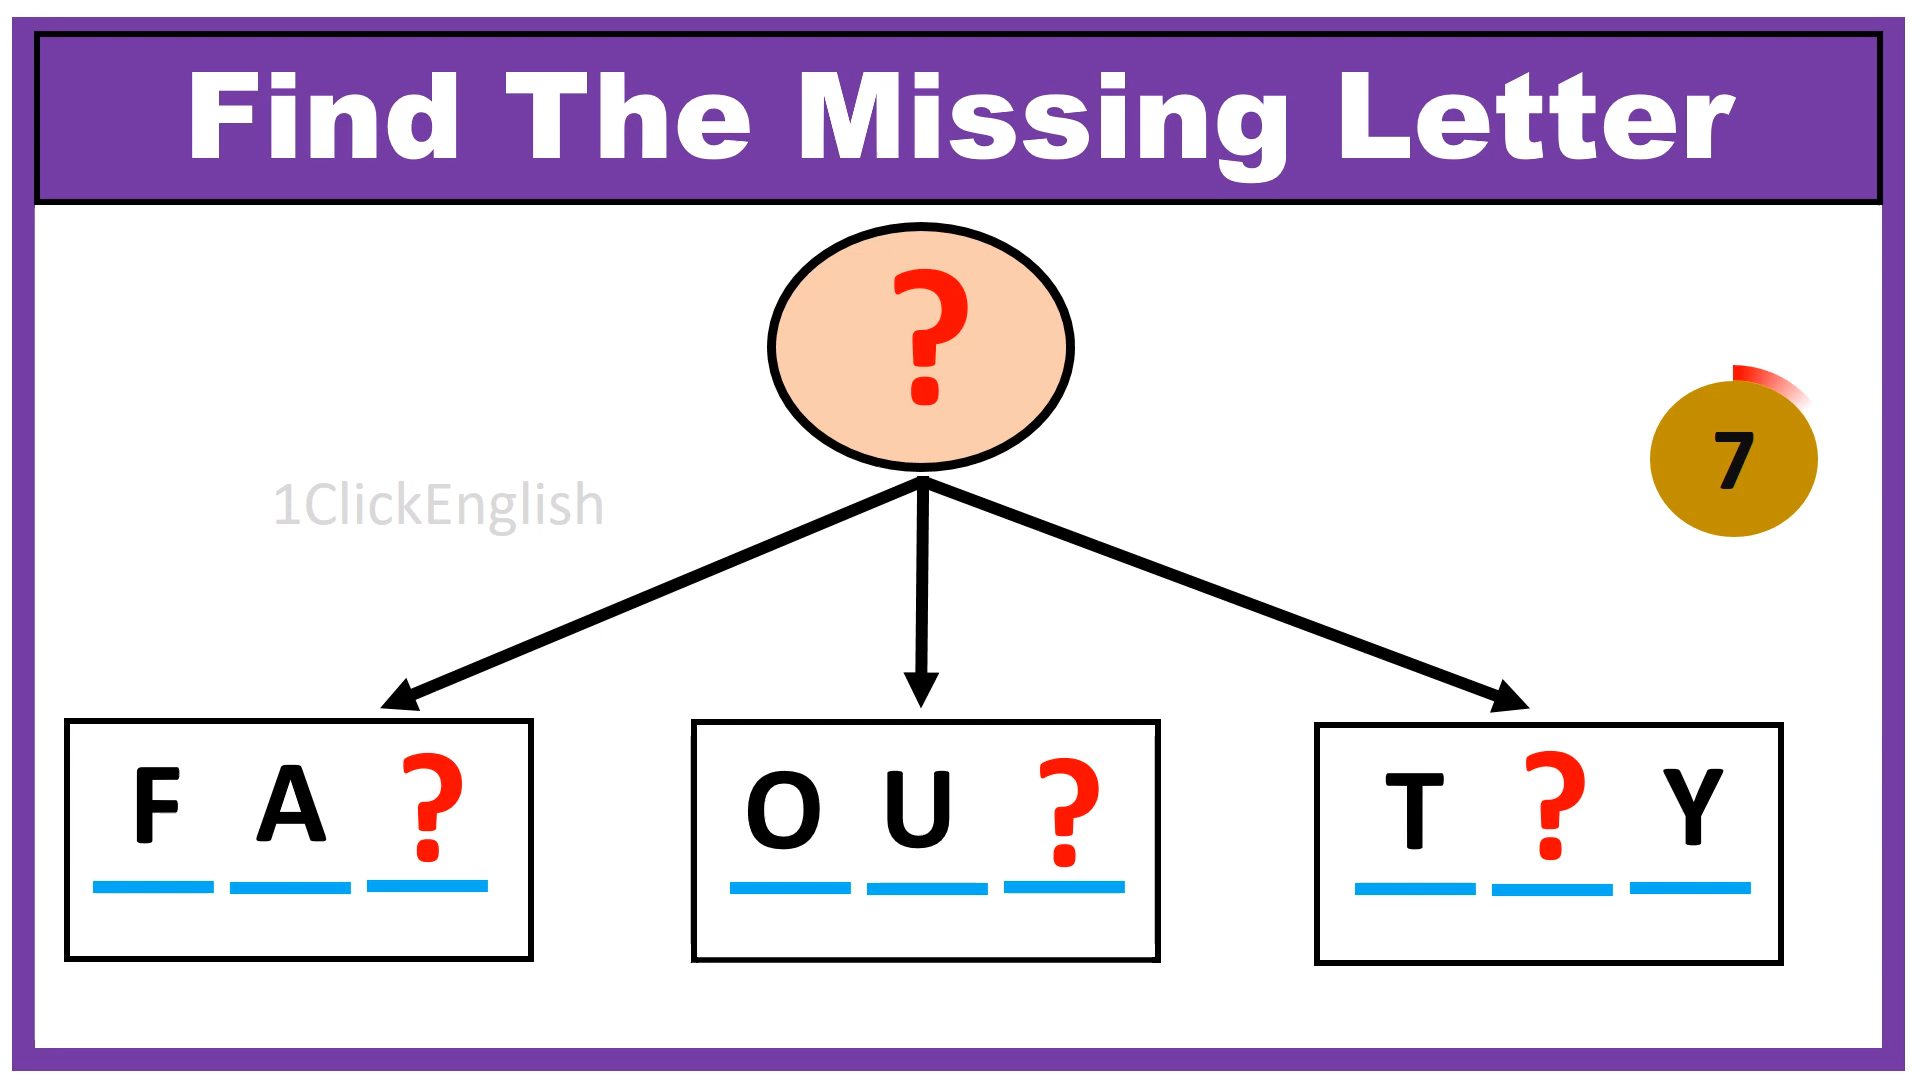 Find The Missing Letter
?
7
1ClickEnglish
F A ?
O U ?
T ? Y